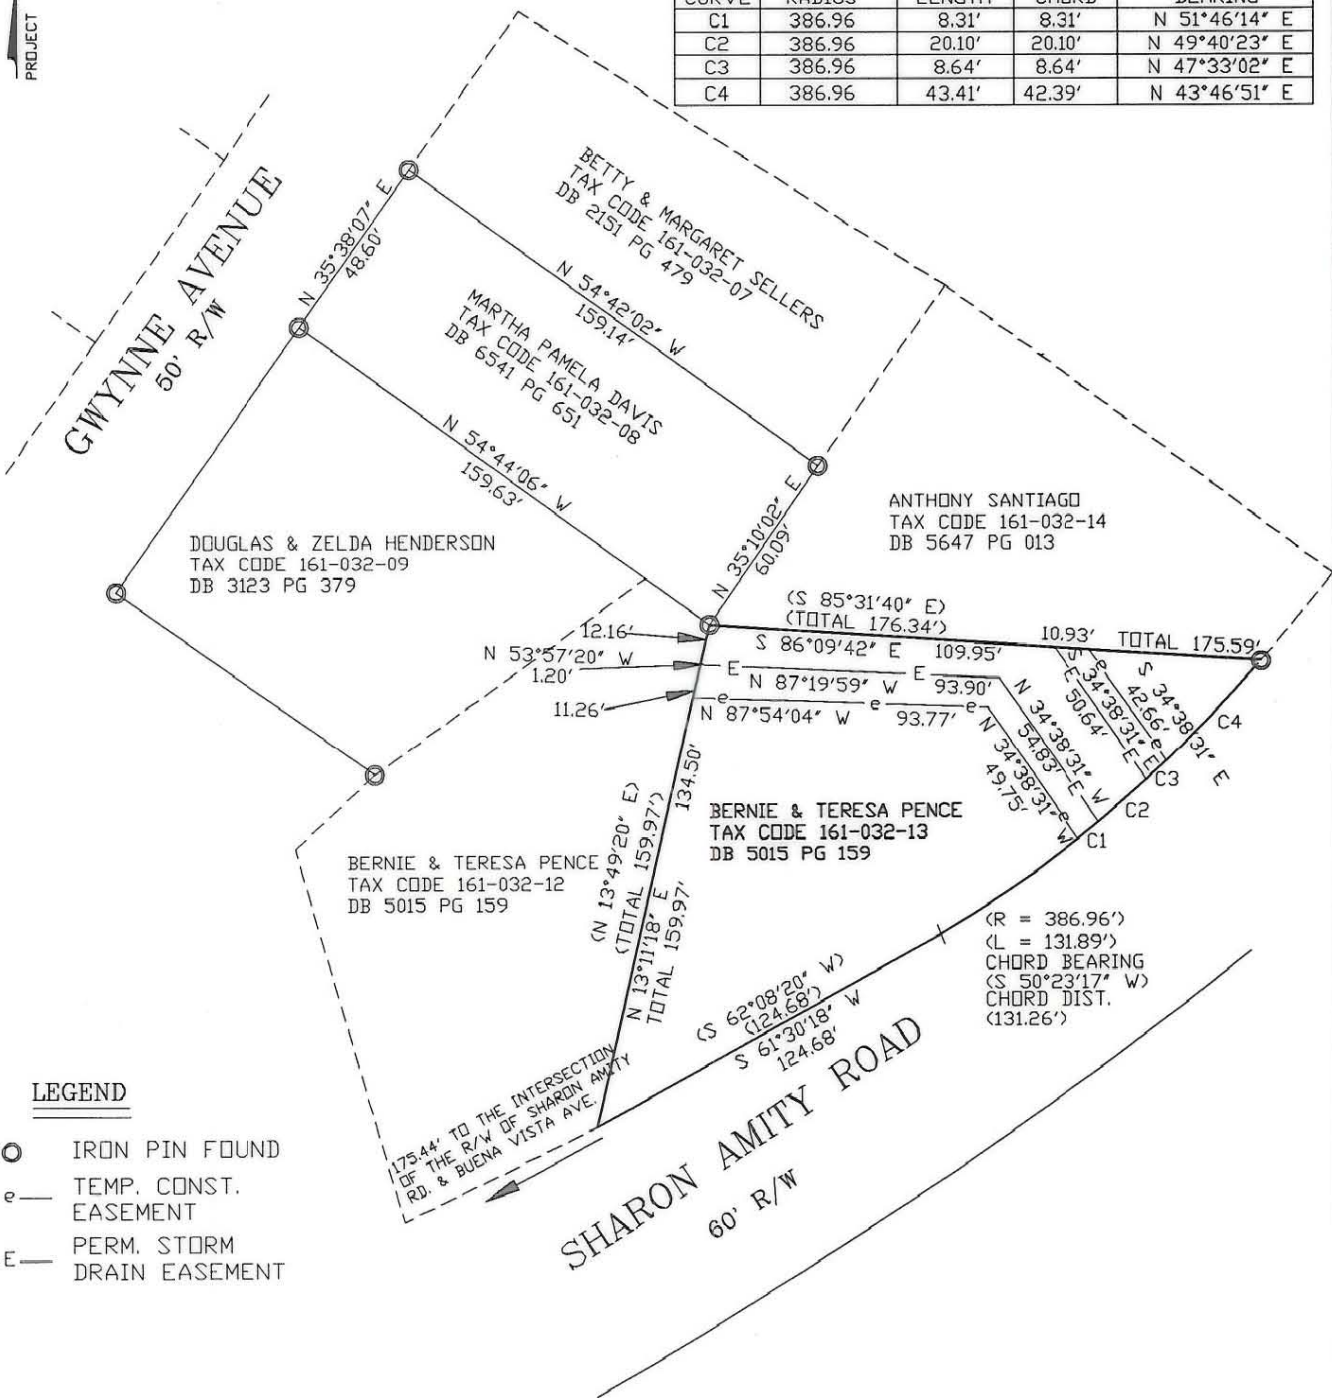 PROJECT
CURVE RADIUS LENGTH CHORD BEARING
C1 386.96 8.31' 8.31' N 51°46'14" E
C2 386.96 20.10' 20.10' N 49°40'23" E
C3 386.96 8.64' 8.64' N 47°33'02" E
C4 386.96 43.41' 42.39' N 43°46'51" E
GWYNNE AVENUE
50' R/W
N 35°38'07" E
48.60'
BETTY & MARGARET SELLERS
TAX CODE 161-032-07
DB 2151 PG 479
N 54°42'02" W
159.14'
MARTHA PAMELA DAVIS
TAX CODE 161-032-08
DB 6541 PG 651
N 54°44'06" W
159.63'
DOUGLAS & ZELDA HENDERSON
TAX CODE 161-032-09
DB 3123 PG 379
N 35°10'02" E
60.09'
ANTHONY SANTIAGO
TAX CODE 161-032-14
DB 5647 PG 013
(S 85°31'40" E)
(TOTAL 176.34')
S 86°09'42" E 109.95'
10.93' TOTAL 175.59'
12.16'
N 53°57'20" W
1.20'
11.26'
E E
N 87°19'59" W 93.90'
e e e
N 87°54'04" W 93.77'
N 34°38'31" W
54.83' E
N 34°38'31" W
49.75' e
S 34°38'31" E
E 50.64' E
S 34°38'31" E
e 42.66' e
C4
C3
C2
C1
134.50'
(N 13°49'20" E)
(TOTAL 159.97')
N 13°11'18" E
TOTAL 159.97'
BERNIE & TERESA PENCE
TAX CODE 161-032-13
DB 5015 PG 159
BERNIE & TERESA PENCE
TAX CODE 161-032-12
DB 5015 PG 159
(R = 386.96')
(L = 131.89')
CHORD BEARING
(S 50°23'17" W)
CHORD DIST.
(131.26')
(S 62°08'20" W)
(124.68')
S 61°30'18" W
124.68'
175.44' TO THE INTERSECTION
OF THE R/W OF SHARON AMITY
RD. & BUENA VISTA AVE.
SHARON AMITY ROAD
60' R/W
LEGEND
IRON PIN FOUND
e TEMP. CONST.
EASEMENT
E PERM. STORM
DRAIN EASEMENT